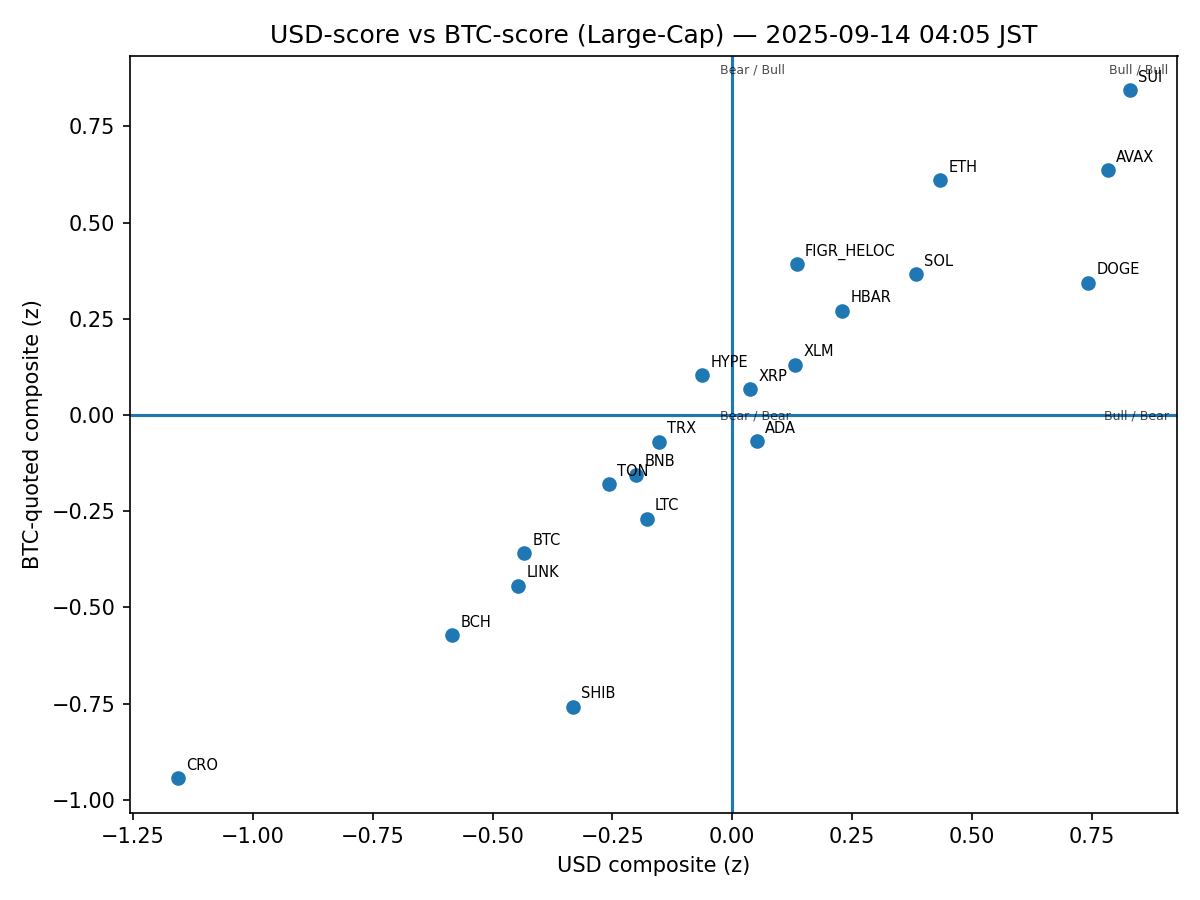 USD-score vs BTC-score (Large-Cap) — 2025-09-14 04:05 JST
Bear / Bull
Bull / Bull
SUI
0.75
AVAX
ETH
0.50
FIGR_HELOC
SOL
DOGE
HBAR
0.25
XLM
HYPE
XRP
0.00
Bear / Bear
Bull / Bear
TRX
ADA
BNB
TON
−0.25
LTC
BTC
LINK
−0.50
BCH
SHIB
−0.75
CRO
−1.00
BTC-quoted composite (z)
−1.25
−1.00
−0.75
−0.50
−0.25
0.00
0.25
0.50
0.75
USD composite (z)